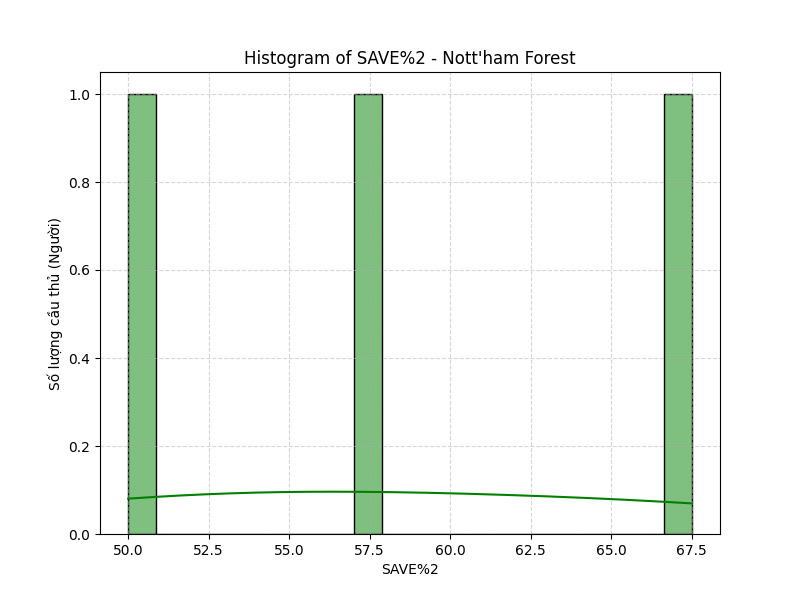 Histogram of SAVE%2 - Nott'ham Forest
Số lượng cầu thủ (Người)
1.0
0.8
0.6
0.4
0.2
0.0
50.0 52.5 55.0 57.5 60.0 62.5 65.0 67.5
SAVE%2